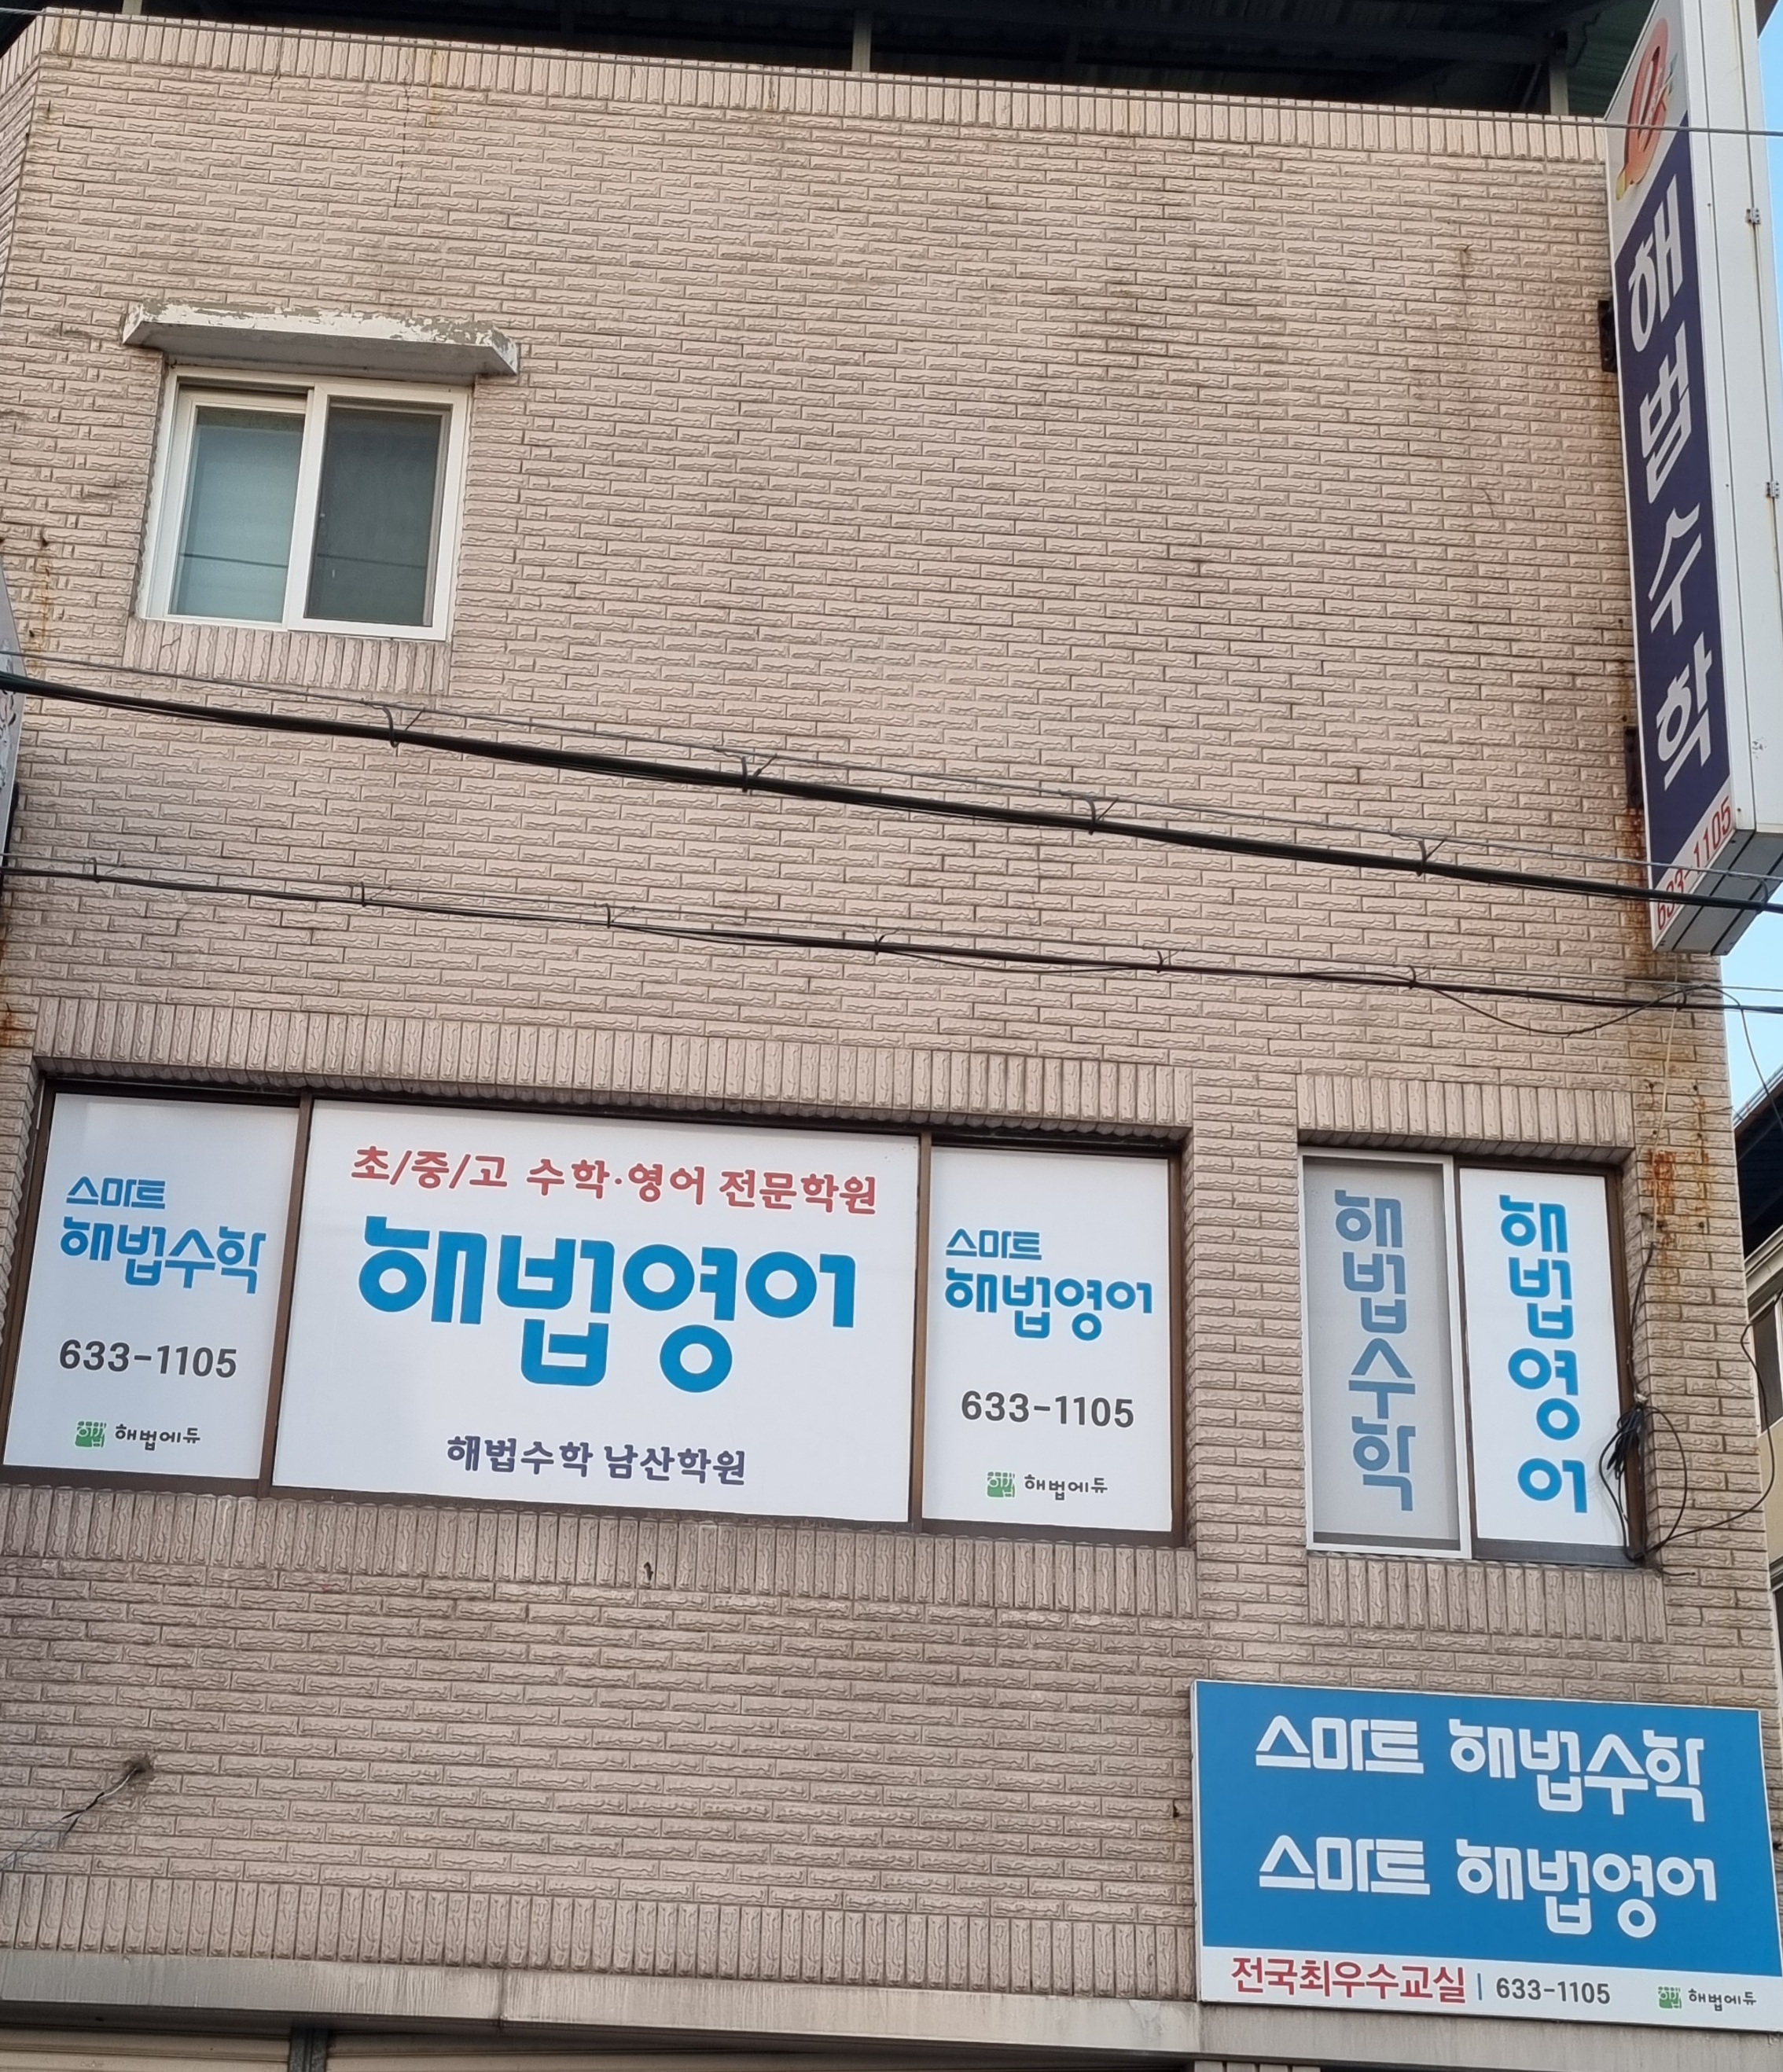 해법수학
633-1105
스마트
해법수학
633-1105
해법에듀
초/중/고 수학·영어 전문학원
해법영어
해법수학 남산학원
스마트
해법영어
633-1105
해법에듀
해법수학
해법영어
스마트 해법수학
스마트 해법영어
전국최우수교실 | 633-1105
해법에듀